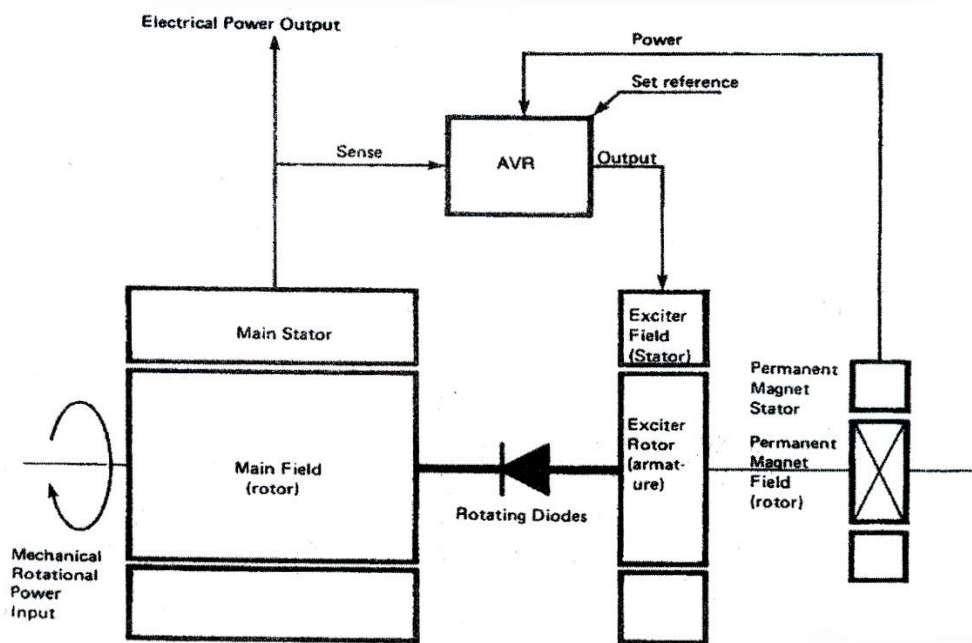 Electrical Power Output
Power
Set reference
Sense
AVR
Output
Main Stator
Exciter
Field
(Stator)
Permanent
Magnet
Stator
Main Field
(rotor)
Exciter
Rotor
(armat-
ure)
Permanent
Magnet
Field
(rotor)
Rotating Diodes
Mechanical
Rotational
Power
Input